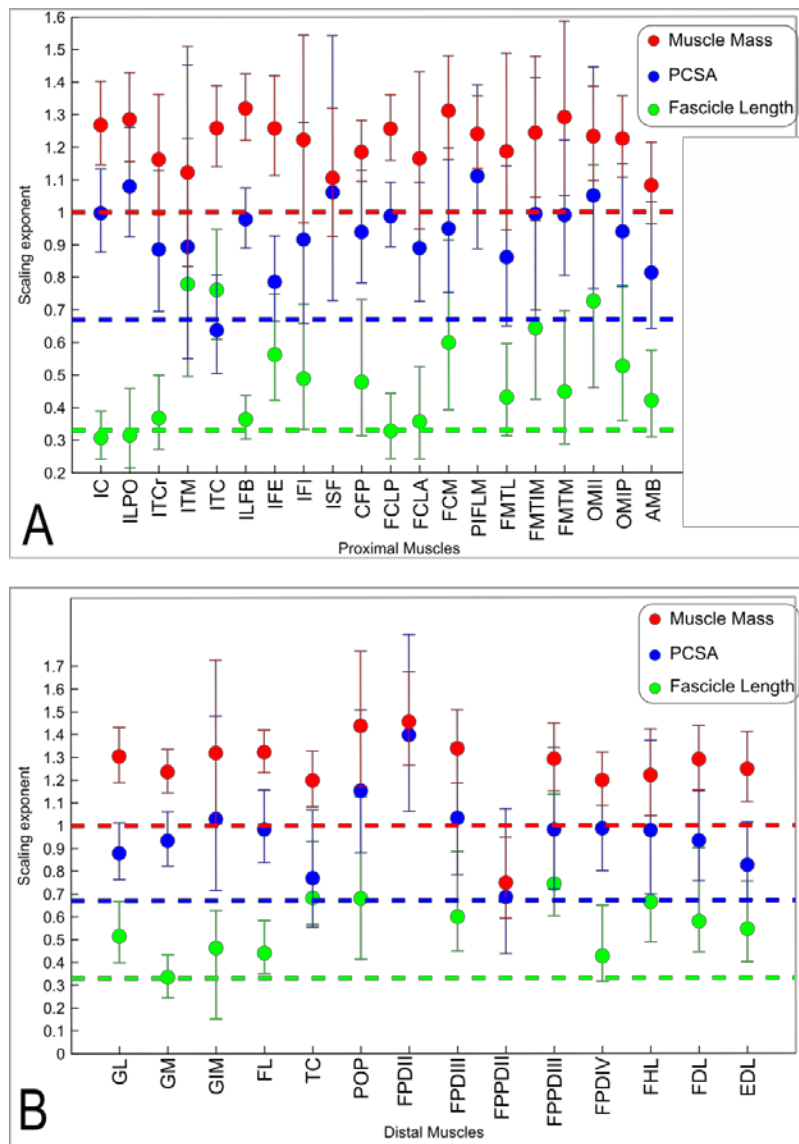 1.6
1.5
1.4
1.3
1.2
1.1
1
0.9
0.8
0.7
0.6
0.5
0.4
0.3
0.2
Scaling exponent
Muscle Mass
PCSA
Fascicle Length
A
IC
ILPO
ITCr
ITM
ITC
ILFB
IFE
IFI
ISF
CFP
FCLP
FCLA
FCM
PIFLM
FMTL
FMTIM
FMTM
OMII
OMIP
AMB
Proximal Muscles
1.7
1.6
1.5
1.4
1.3
1.2
1.1
1
0.9
0.8
0.7
0.6
0.5
0.4
0.3
0.2
0.1
0
Scaling exponent
Muscle Mass
PCSA
Fascicle Length
B
GL
GM
GIM
FL
TC
POP
FPDII
FPDIII
FPPDII
FPPDIII
FPDIV
FHL
FDL
EDL
Distal Muscles